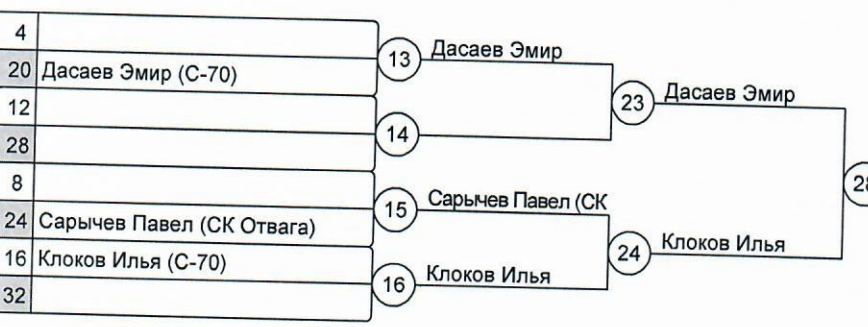 4
20 Дасаев Эмир (С-70)
12
28
8
24 Сарычев Павел (СК Отвага)
16 Клоков Илья (С-70)
32
13 Дасаев Эмир
14
15 Сарычев Павел (СК
16 Клоков Илья
23 Дасаев Эмир
24 Клоков Илья
28